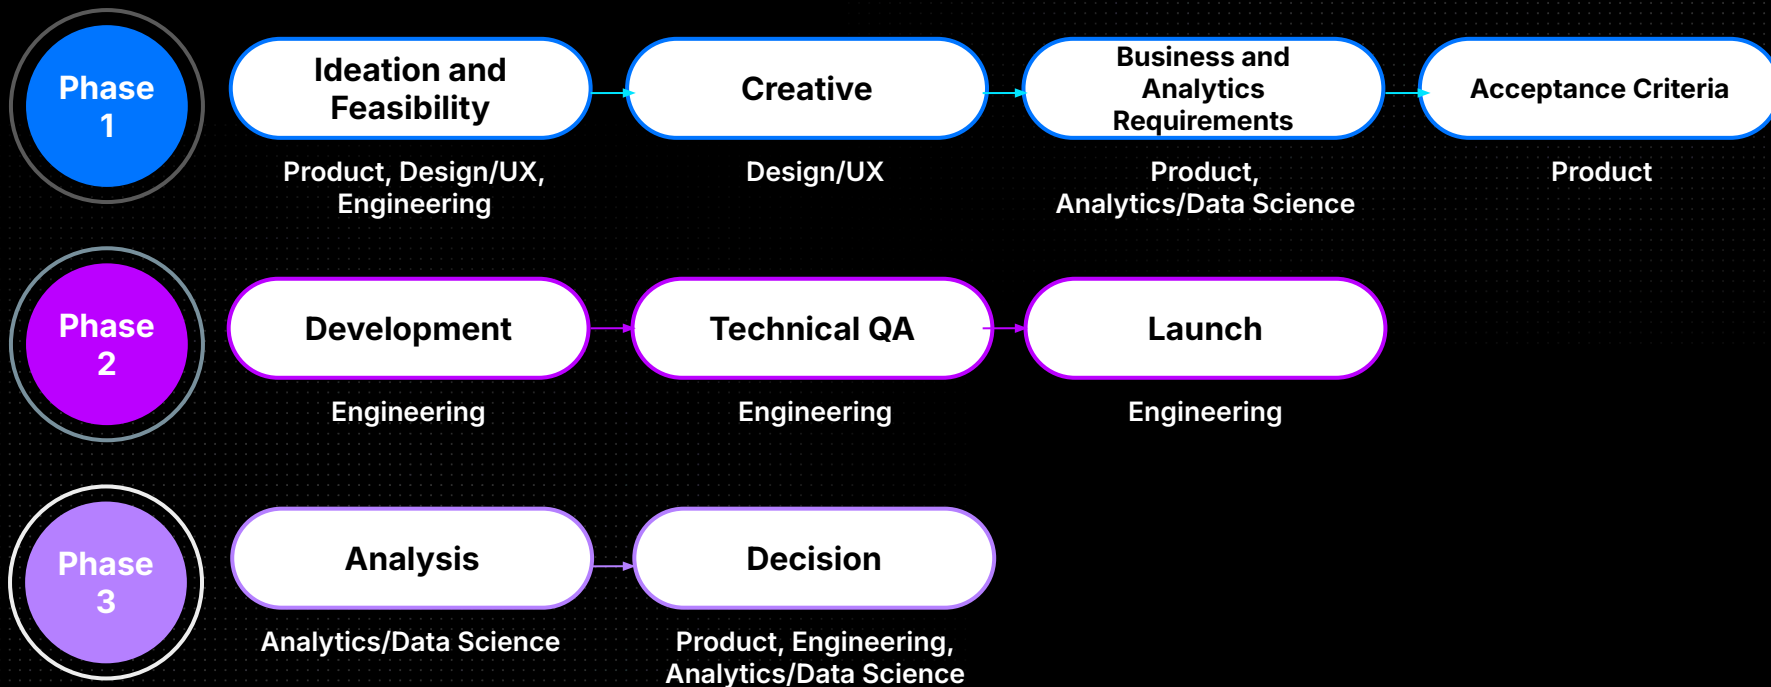 Phase
1
Ideation and
Feasibility
Creative
Business and
Analytics
Requirements
Acceptance Criteria
Product, Design/UX,
Engineering
Design/UX
Product,
Analytics/Data Science
Product
Phase
2
Development
Technical QA
Launch
Engineering
Engineering
Engineering
Phase
3
Analysis
Decision
Analytics/Data Science
Product, Engineering,
Analytics/Data Science